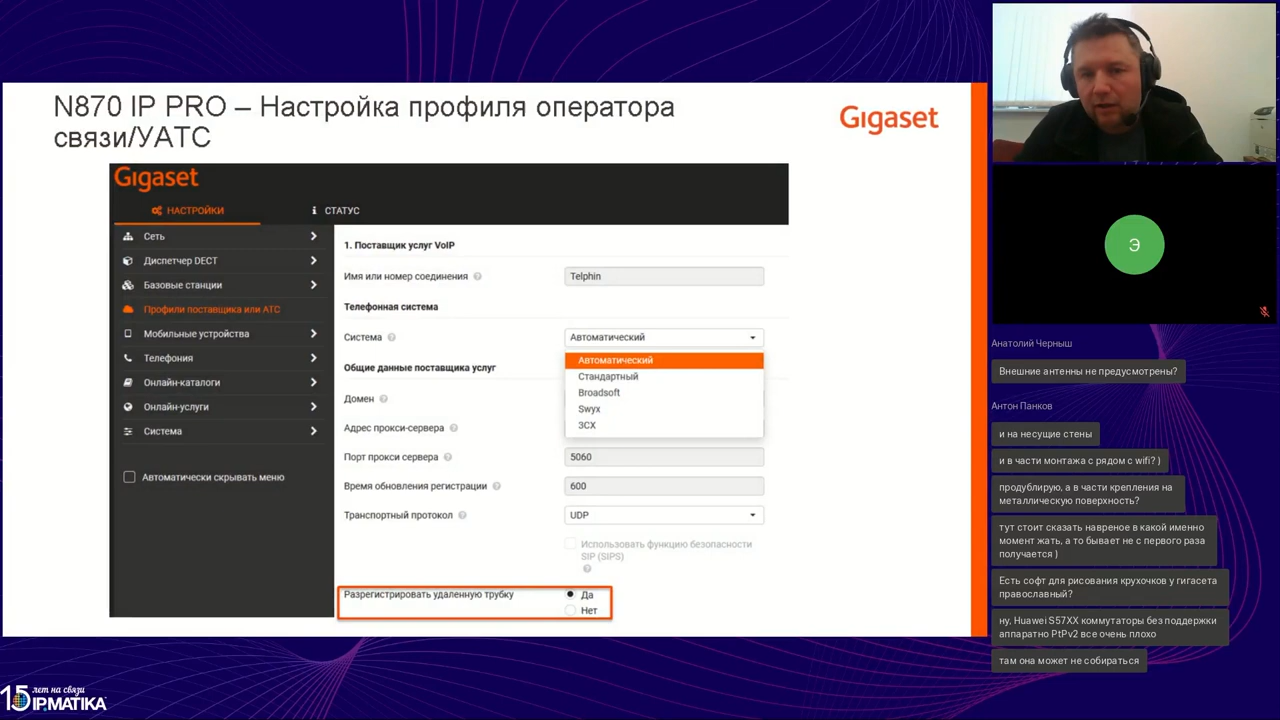 N870 IP PRO – Настройка профиля оператора
связи/УАТС
Gigaset
Gigaset
НАСТРОЙКИ
СТАТУС
Сеть
Диспетчер DECT
Базовые станции
Профили поставщика или АТС
Мобильные устройства
Телефония
Онлайн-каталоги
Онлайн-услуги
Система
Автоматически скрывать меню
1. Поставщик услуг VoIP
Имя или номер соединения
Telphin
Телефонная система
Система
Автоматический
Автоматический
Стандартный
Broadsoft
Swyx
3CX
Общие данные поставщика услуг
Домен
Адрес прокси-сервера
Порт прокси сервера
5060
Время обновления регистрации
600
Транспортный протокол
UDP
Использовать функцию безопасности
SIP (SIPS)
Разрегистрировать удаленную трубку
Да
Нет
15 лет на связи
IPМАТИКА
Э
Анатолий Черныш
Внешние антенны не предусмотрены?
Антон Панков
и на несущие стены
и в части монтажа с рядом с wifi? )
продублирую, а в части крепления на
металлическую поверхность?
тут стоит сказать навреное в какой именно
момент жать, а то бывает не с первого раза
получается )
Есть софт для рисования крухочков у гигасета
православный?
ну, Huawei S57XX коммутаторы без поддержки
аппаратно PtPv2 все очень плохо
там она может не собираться